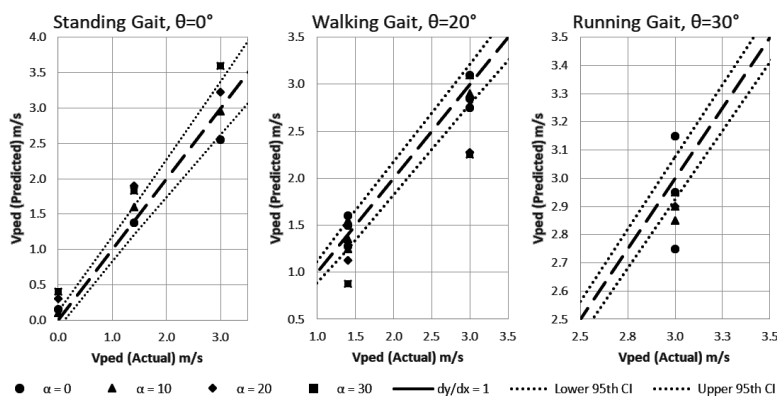 Standing Gait, θ=0°
4.0
3.5
3.0
2.5
2.0
1.5
1.0
0.5
0.0
Vped (Predicted) m/s
0.0 1.0 2.0 3.0
Vped (Actual) m/s
Walking Gait, θ=20°
3.5
3.0
2.5
2.0
1.5
1.0
0.5
Vped (Predicted) m/s
1.0 1.5 2.0 2.5 3.0 3.5
Vped (Actual) m/s
Running Gait, θ=30°
3.5
3.4
3.3
3.2
3.1
3.0
2.9
2.8
2.7
2.6
2.5
Vped (Predicted) m/s
2.5 2.8 3.0 3.3 3.5
Vped (Actual) m/s
α = 0 α = 10 α = 20 α = 30 dy/dx = 1 Lower 95th CI Upper 95th CI